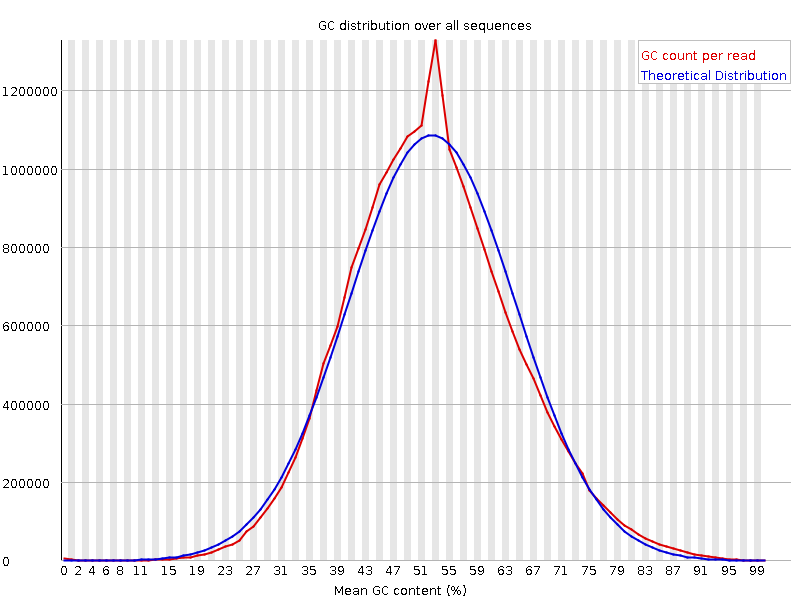 GC distribution over all sequences
GC count per read
Theoretical Distribution
1200000
1000000
800000
600000
400000
200000
0
0 2 4 6 8 11 15 19 23 27 31 35 39 43 47 51 55 59 63 67 71 75 79 83 87 91 95 99
Mean GC content (%)